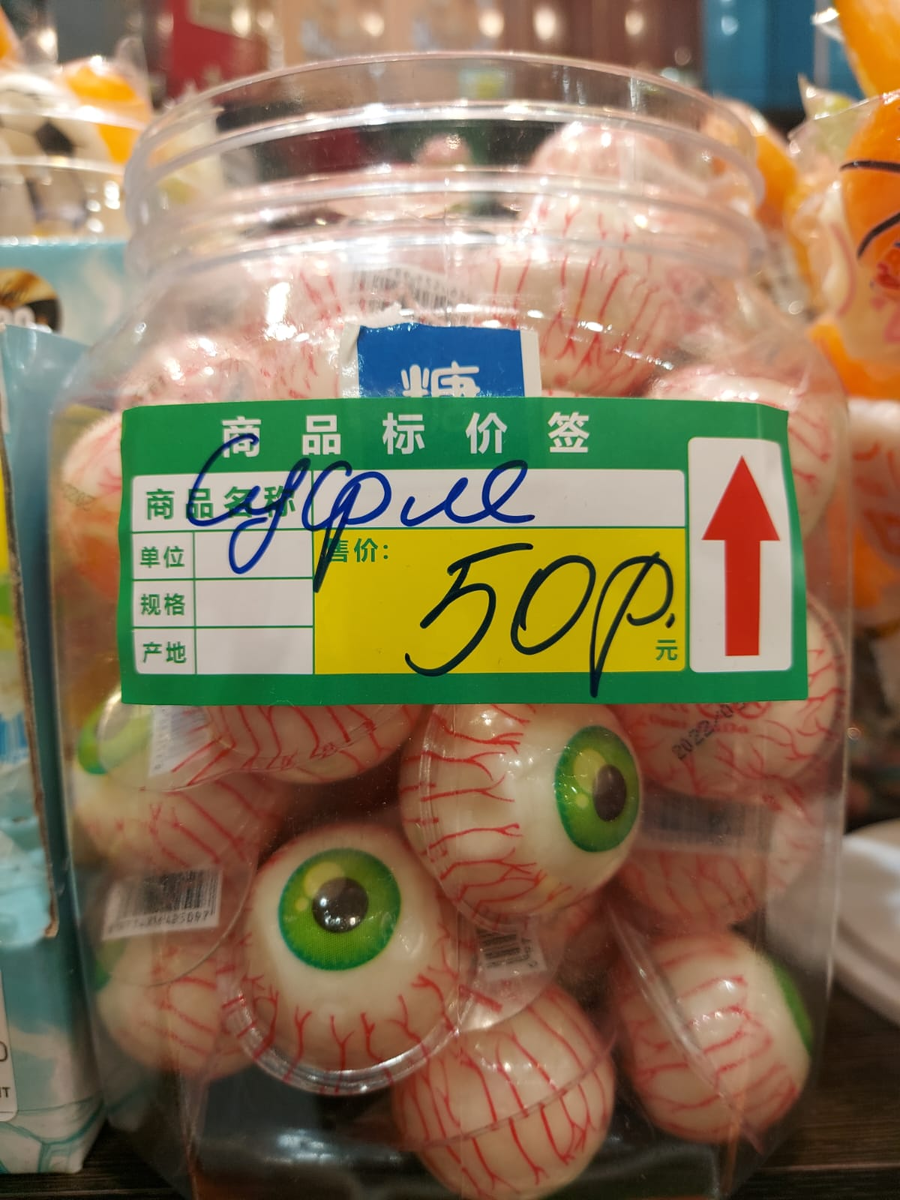 糖
商品标价签
商品名称 Суфле
单位
售价: 50р.
规格
产地
元